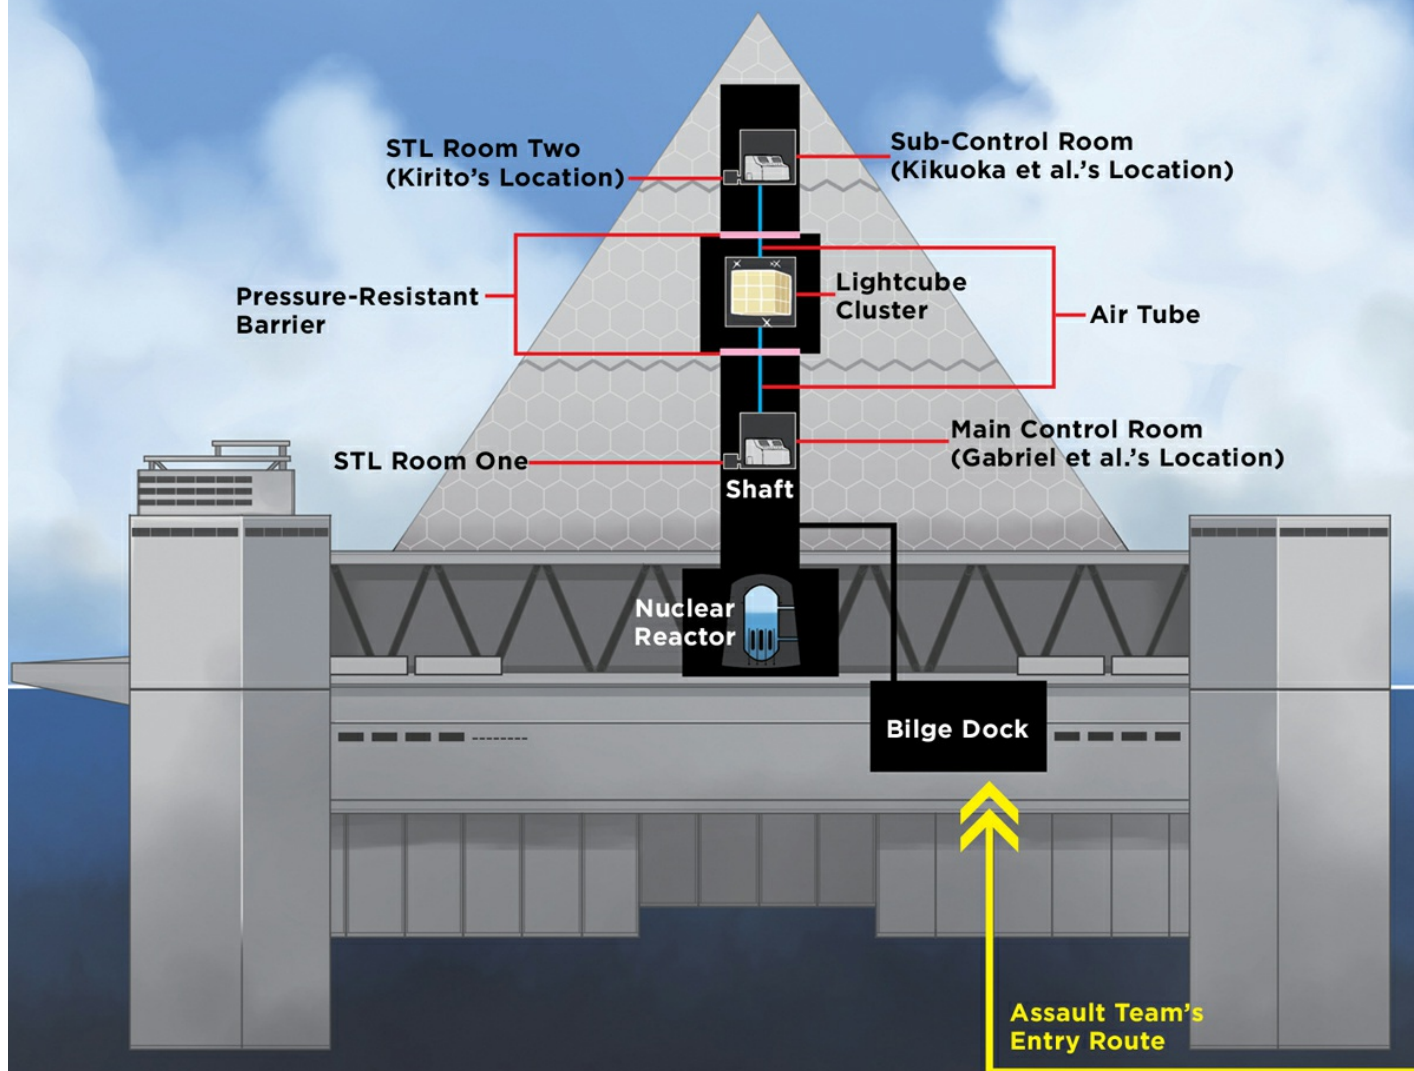 STL Room Two
(Kirito's Location)
Sub-Control Room
(Kikuoka et al.'s Location)
Pressure-Resistant
Barrier
Lightcube
Cluster
Air Tube
STL Room One
Main Control Room
(Gabriel et al.'s Location)
Shaft
Nuclear
Reactor
Bilge Dock
Assault Team's
Entry Route